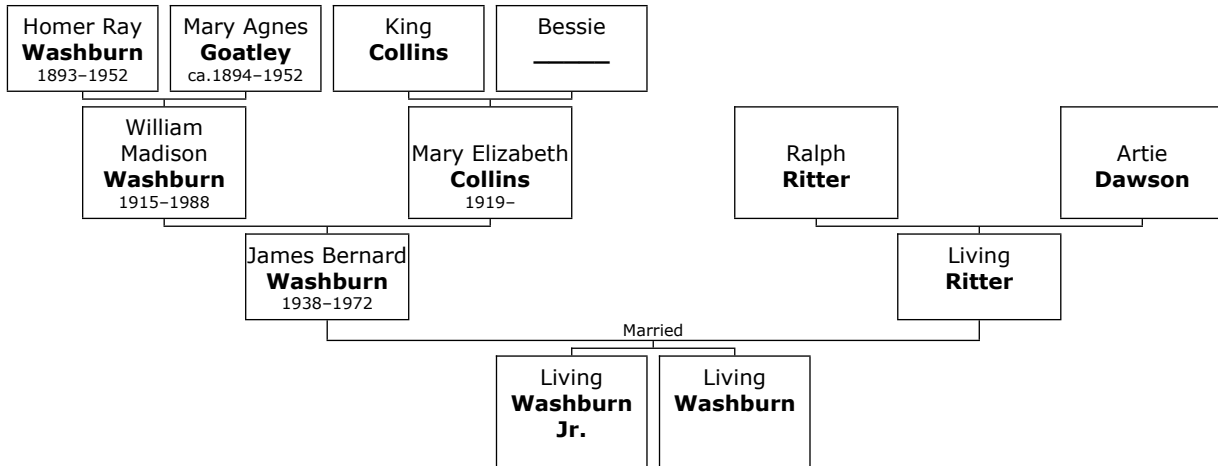 Homer Ray
Washburn
1893–1952
Mary Agnes
Goatley
ca.1894–1952
King
Collins
Bessie
_____
William
Madison
Washburn
1915–1988
Mary Elizabeth
Collins
1919–
Ralph
Ritter
Artie
Dawson
James Bernard
Washburn
1938–1972
Living
Ritter
Married
Living
Washburn
Jr.
Living
Washburn